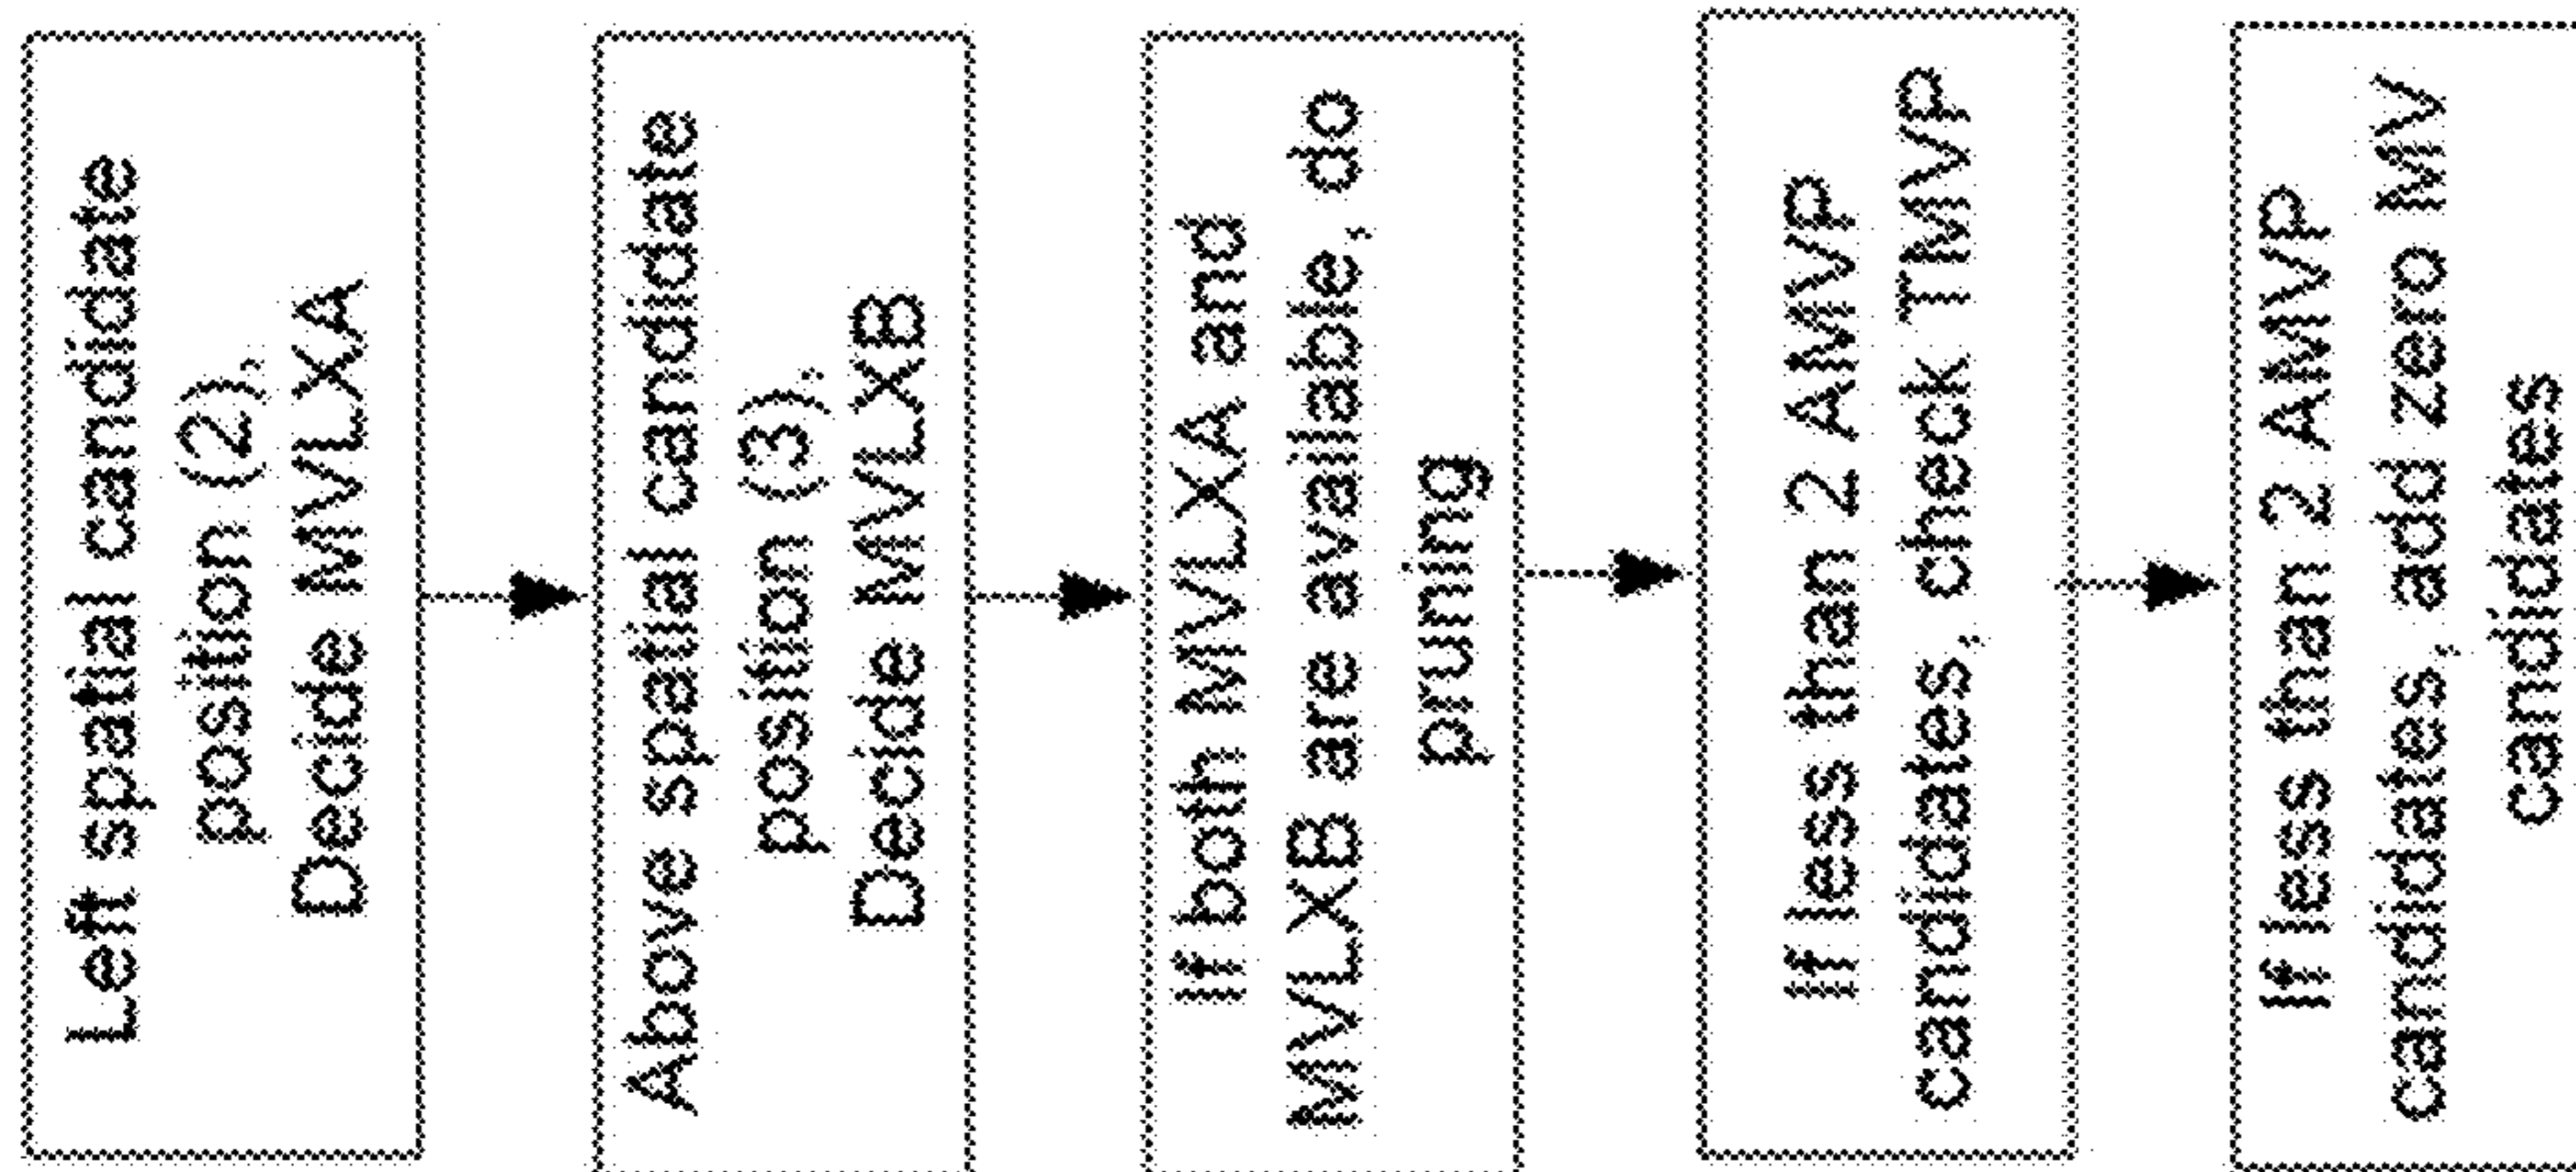 Left spatial candidate
position (2),
Decide MVLXA
Above spatial candidate
position (3),
Decide MVLXB
If both MVLXA and
MVLXB are available, do
pruning
If less than 2 AMVP
candidates, check TMVP
If less than 2 AMVP
candidates, add zero MV
candidates